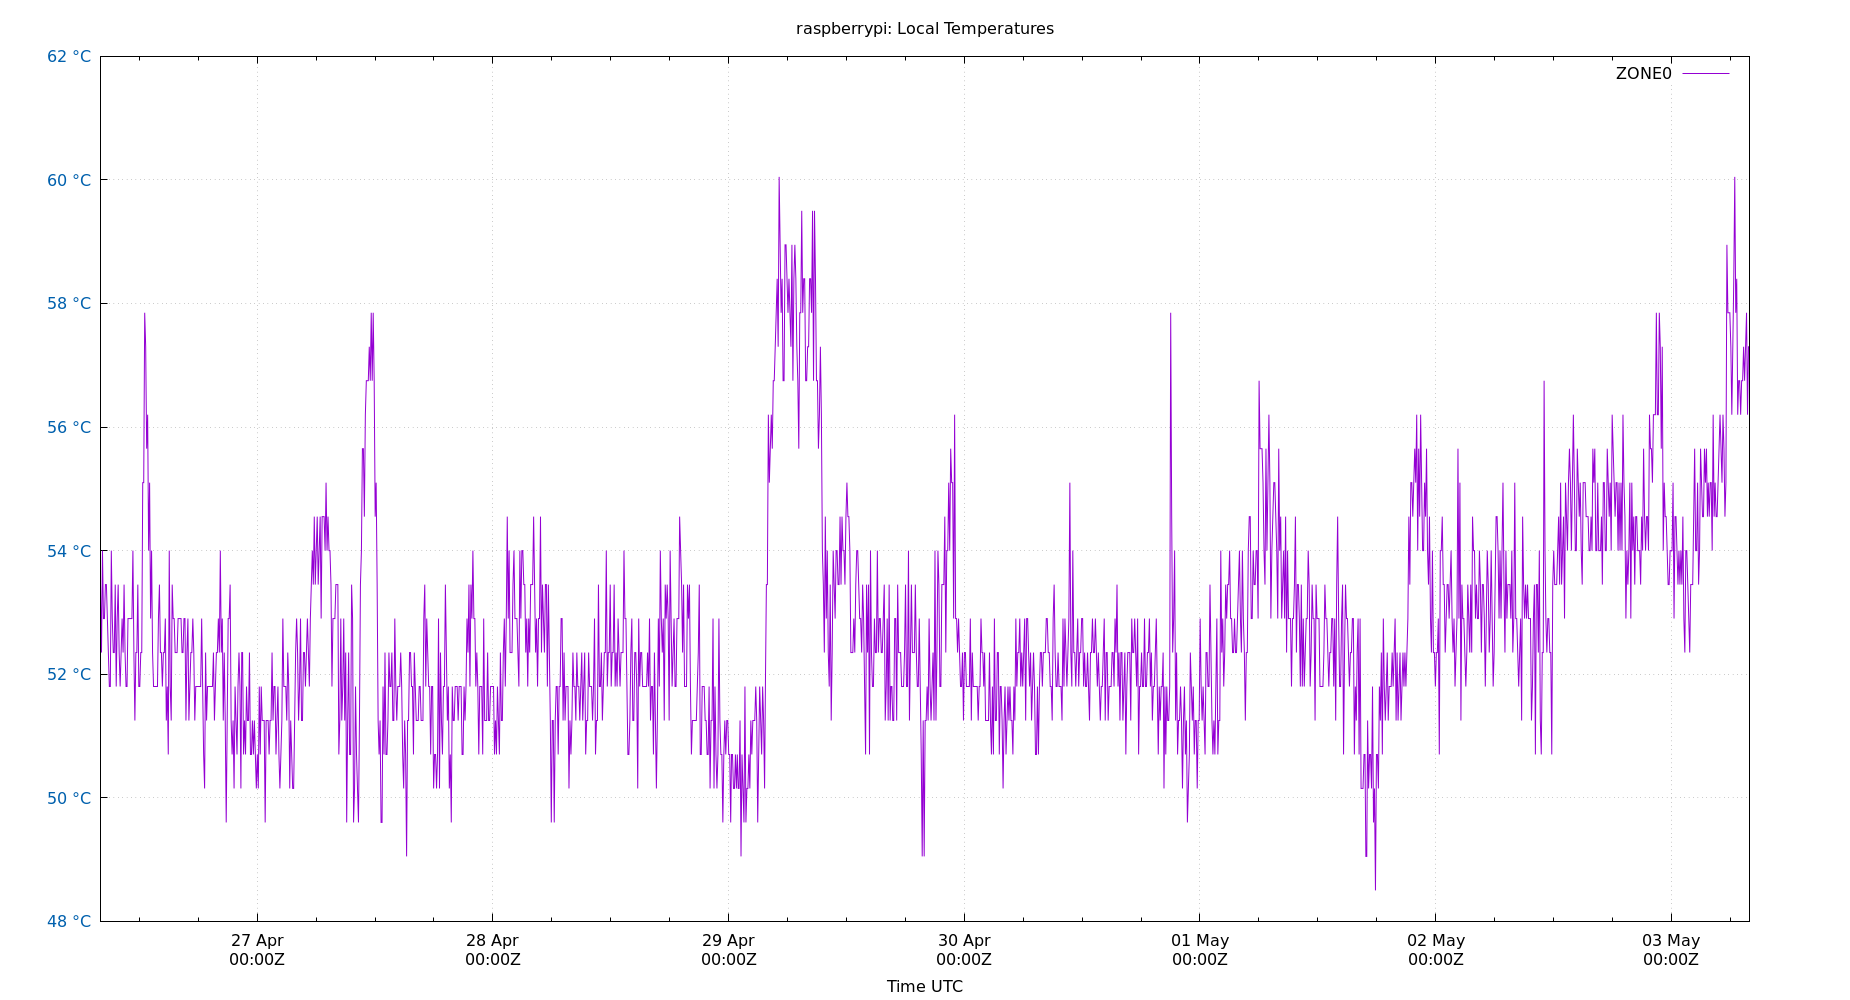 raspberrypi: Local Temperatures
62 °C
ZONE0
60 °C
58 °C
56 °C
54 °C
52 °C
50 °C
48 °C
27 Apr 28 Apr 29 Apr 30 Apr 01 May 02 May 03 May
00:00Z 00:00Z 00:00Z 00:00Z 00:00Z 00:00Z 00:00Z
Time UTC